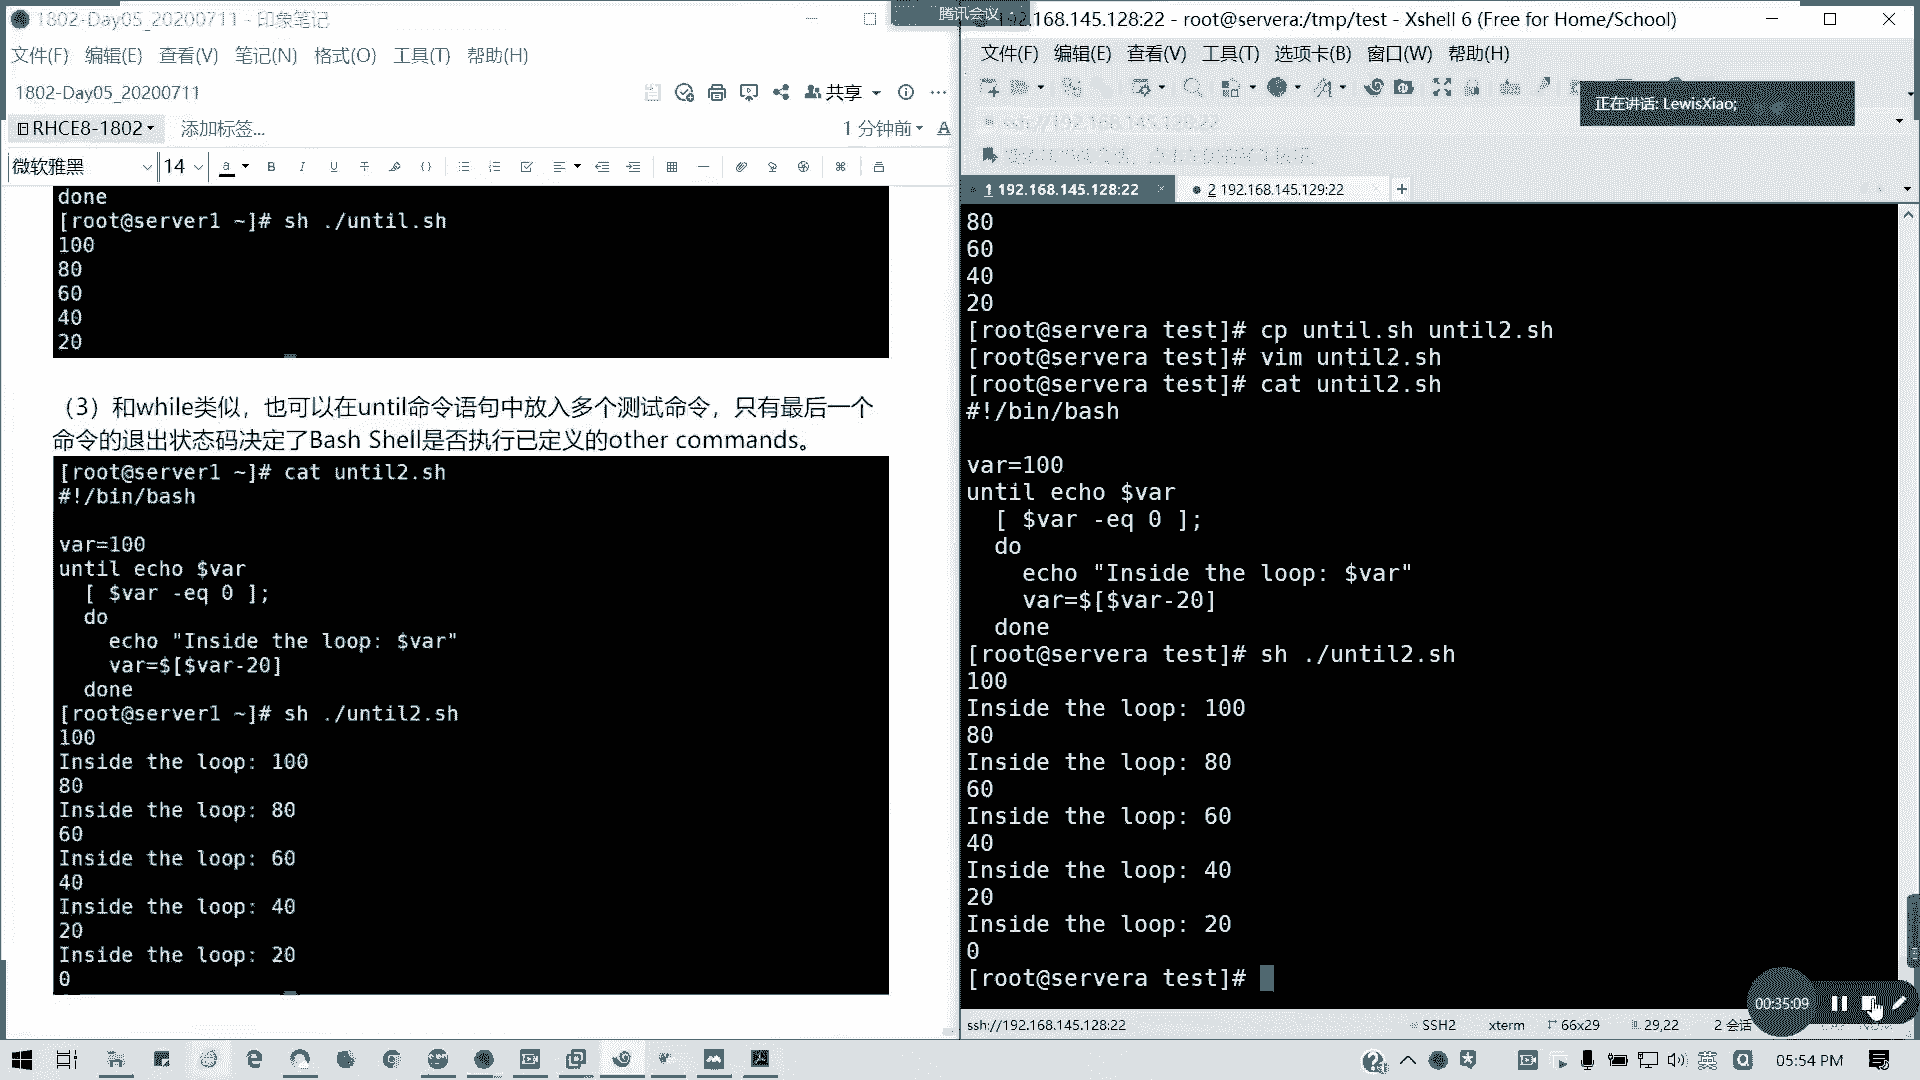 1802-Day05_20200711 - 印象笔记
文件(F) 编辑(E) 查看(V) 笔记(N) 格式(O) 工具(T) 帮助(H)
1802-Day05_20200711
共享
RHCE8-1802
添加标签...
1 分钟前
微软雅黑
14
done
[root@server1 ~]# sh ./until.sh
100
80
60
40
20
（3）和while类似，也可以在until命令语句中放入多个测试命令，只有最后一个
命令的退出状态码决定了Bash Shell是否执行已定义的other commands。
[root@server1 ~]# cat until2.sh
#!/bin/bash
var=100
until echo $var
[ $var -eq 0 ];
do
echo "Inside the loop: $var"
var=$[$var-20]
done
[root@server1 ~]# sh ./until2.sh
100
Inside the loop: 100
80
Inside the loop: 80
60
Inside the loop: 60
40
Inside the loop: 40
20
Inside the loop: 20
0
腾讯会议
.168.145.128:22 - root@servera:/tmp/test - Xshell 6 (Free for Home/School)
文件(F) 编辑(E) 查看(V) 工具(T) 选项卡(B) 窗口(W) 帮助(H)
正在讲话: LewisXiao;
ssh://192.168.145.128:22
1 192.168.145.128:22
2 192.168.145.129:22
80
60
40
20
[root@servera test]# cp until.sh until2.sh
[root@servera test]# vim until2.sh
[root@servera test]# cat until2.sh
#!/bin/bash
var=100
until echo $var
[ $var -eq 0 ];
do
echo "Inside the loop: $var"
var=$[$var-20]
done
[root@servera test]# sh ./until2.sh
100
Inside the loop: 100
80
Inside the loop: 80
60
Inside the loop: 60
40
Inside the loop: 40
20
Inside the loop: 20
0
[root@servera test]#
00:35:09
ssh://192.168.145.128:22
SSH2
xterm
66x29
29,22
2 会话
英
05:54 PM